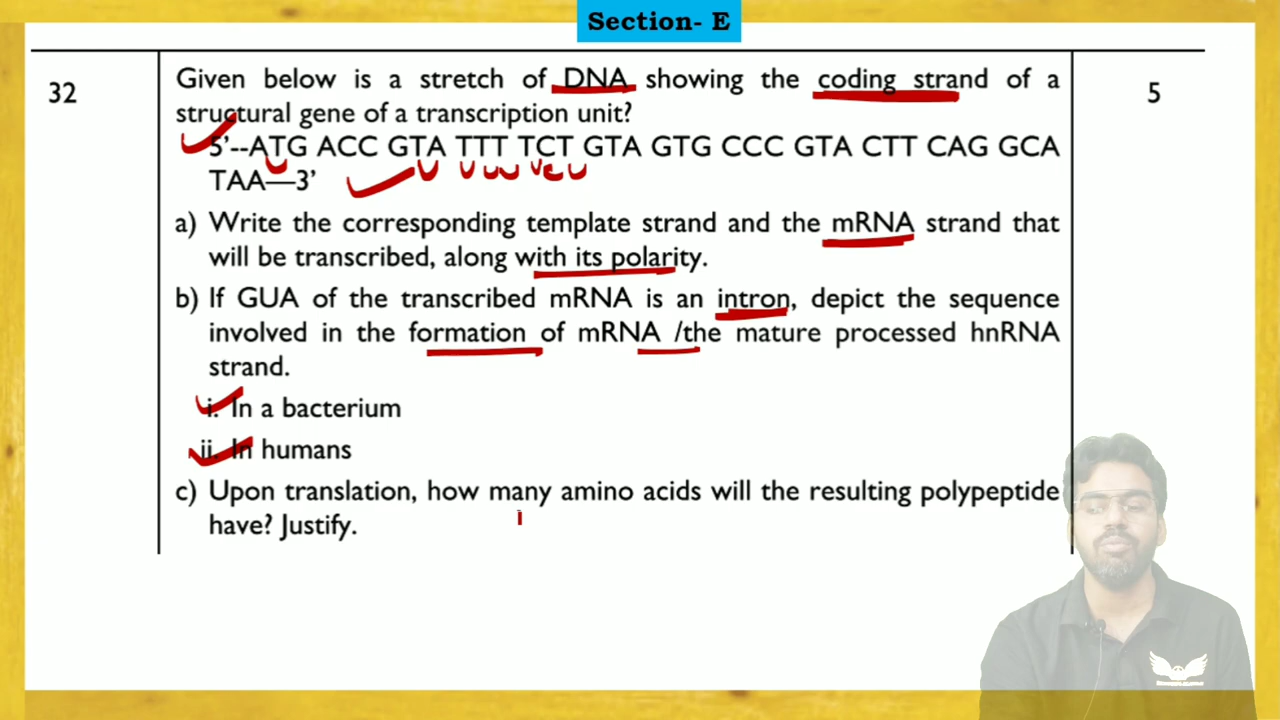 Section- E
32
Given below is a stretch of DNA showing the coding strand of a
5
structural gene of a transcription unit?
5’--ATG ACC GTA TTT TCT GTA GTG CCC GTA CTT CAG GCA
TAA—3’
a) Write the corresponding template strand and the mRNA strand that
will be transcribed, along with its polarity.
b) If GUA of the transcribed mRNA is an intron, depict the sequence
involved in the formation of mRNA /the mature processed hnRNA
strand.
i. In a bacterium
ii. In humans
c) Upon translation, how many amino acids will the resulting polypeptide
have? Justify.